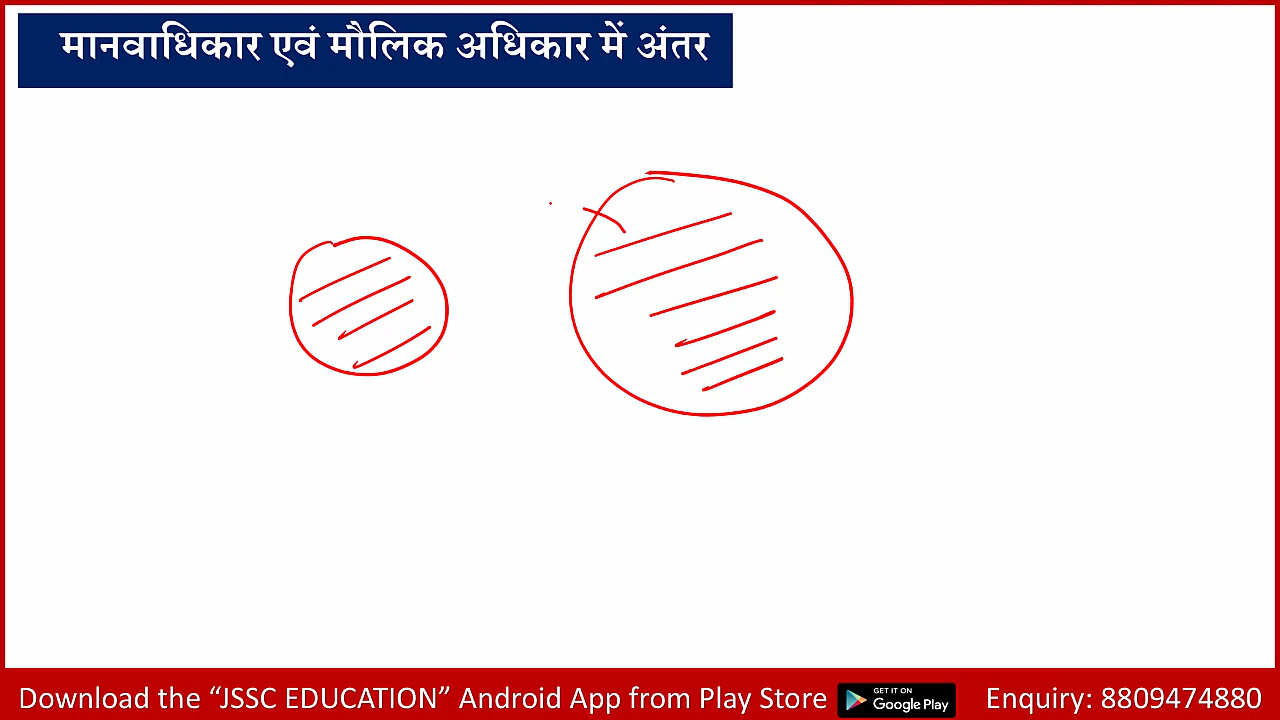 मानवाधिकार एवं मौलिक अधिकार में अंतर
Download the “JSSC EDUCATION” Android App from Play Store GET IT ON Google Play Enquiry: 8809474880